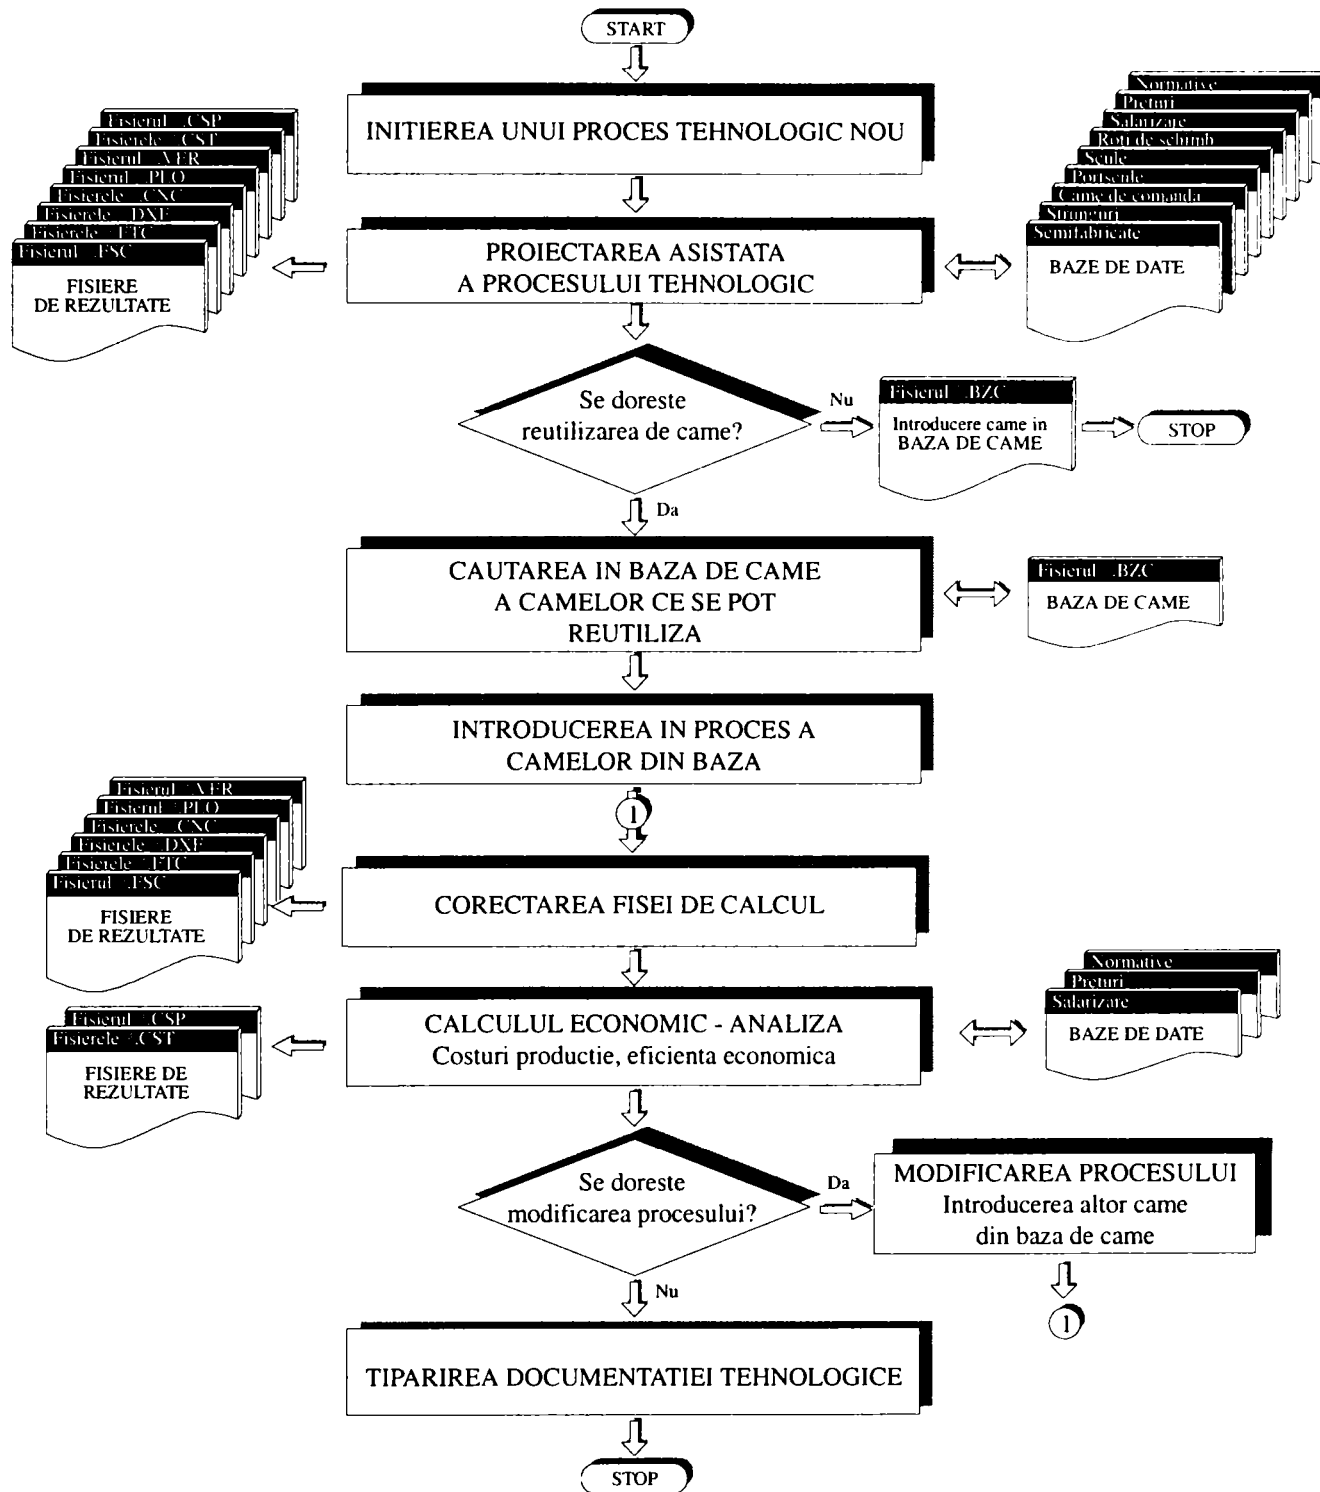 START
INITIEREA UNUI PROCES TEHNOLOGIC NOU
Fisierul .CSP
Fisierele .CST
Fisierul .VER
Fisierul .PLO
Fisierele .CNC
Fisierele .DXF
Fisierele .FTC
Fisierul .FSC
FISIERE
DE REZULTATE
PROIECTAREA ASISTATA
A PROCESULUI TEHNOLOGIC
Normative
Preturi
Salarizare
Roti de schimb
Scule
Portscule
Came de comanda
Strunguri
Semifabricate
BAZE DE DATE
Se doreste
reutilizarea de came?
Nu
Fisierul .BZC
Introducere came in
BAZA DE CAME
STOP
Da
CAUTAREA IN BAZA DE CAME
A CAMELOR CE SE POT
REUTILIZA
Fisierul .BZC
BAZA DE CAME
INTRODUCEREA IN PROCES A
CAMELOR DIN BAZA
1
Fisierul *.VER
Fisierul *.PLO
Fisierele *.CNC
Fisierele *.DXF
Fisierele *.FTC
Fisierul *.FSC
FISIERE
DE REZULTATE
CORECTAREA FISEI DE CALCUL
Fisierul *.CSP
Fisierele *.CST
FISIERE DE
REZULTATE
CALCULUL ECONOMIC - ANALIZA
Costuri productie, eficienta economica
Normative
Preturi
Salarizare
BAZE DE DATE
Se doreste
modificarea procesului?
Da
MODIFICAREA PROCESULUI
Introducerea altor came
din baza de came
1
Nu
TIPARIREA DOCUMENTATIEI TEHNOLOGICE
STOP